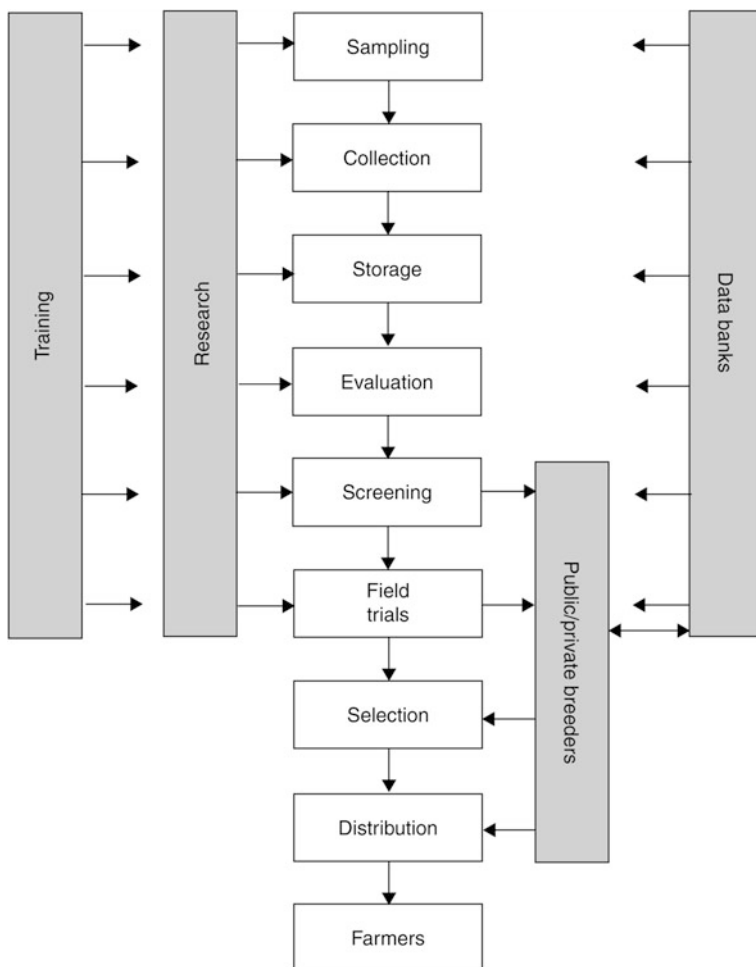 Training
Research
Sampling
Collection
Storage
Evaluation
Screening
Field
trials
Selection
Distribution
Farmers
Public/private breeders
Data banks